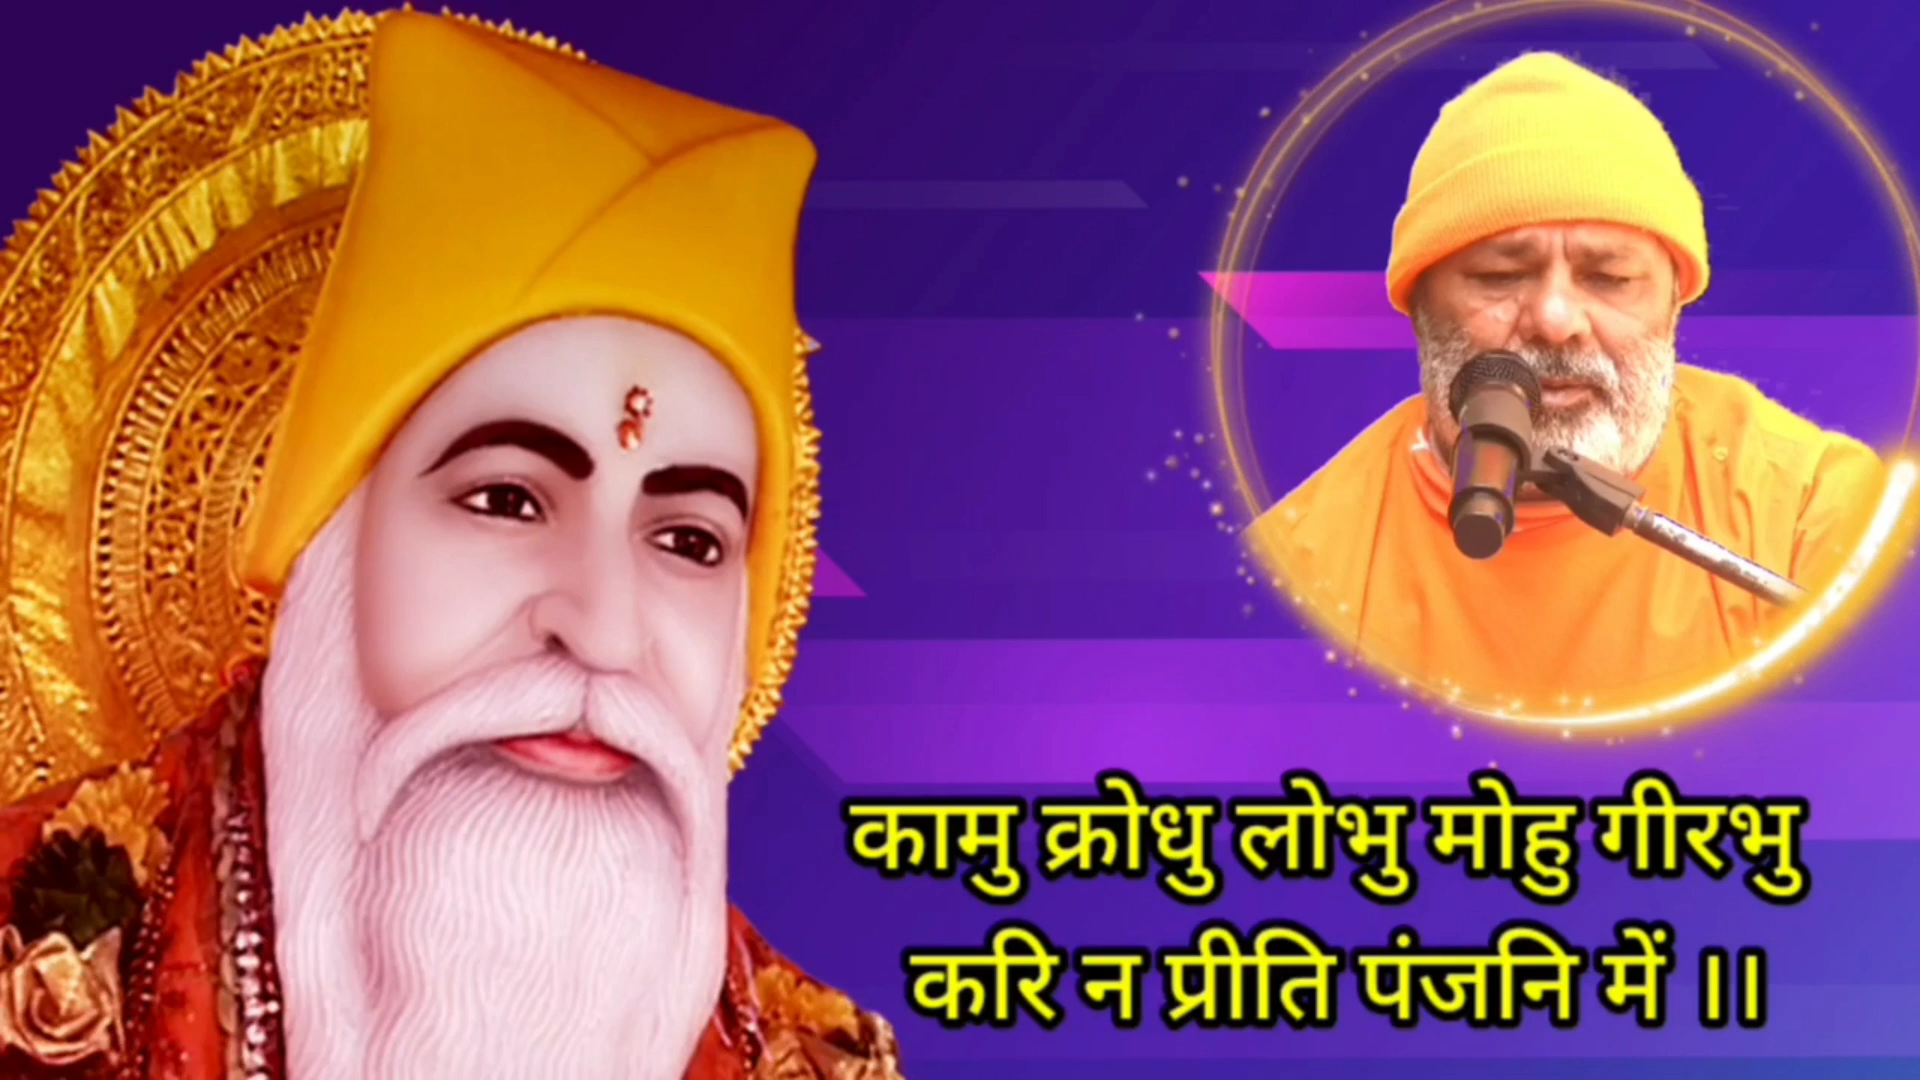 कामु क्रोधु लोभु मोहु गीरभु
करि न प्रीति पंजनि में ।।